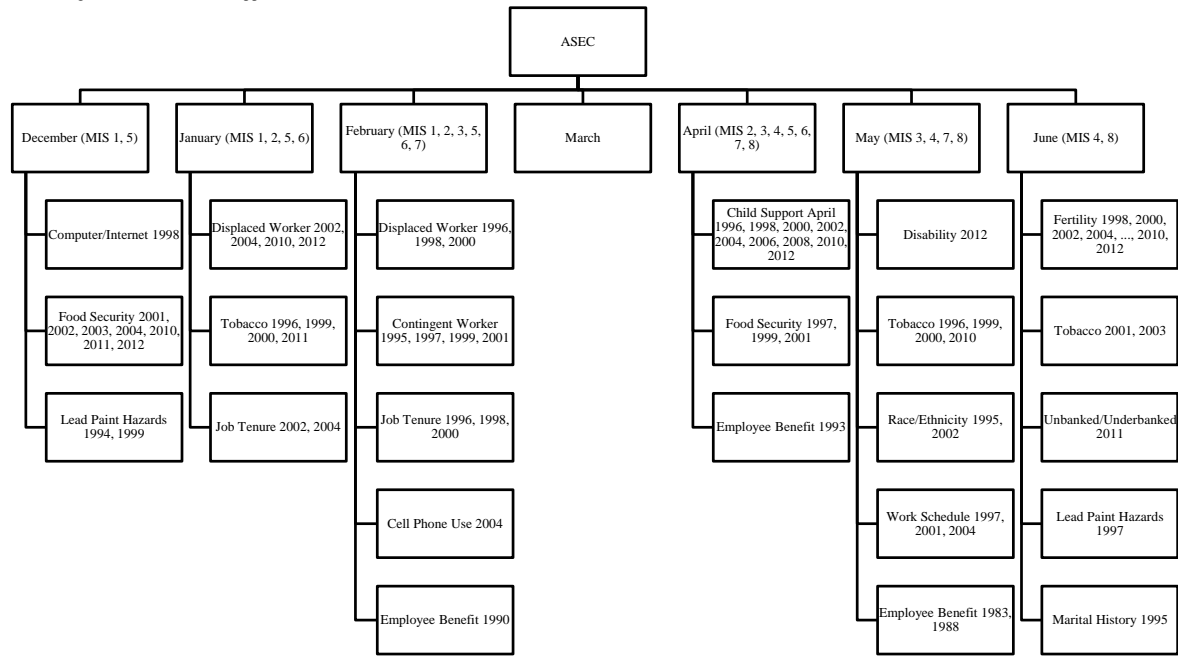 ASEC
December (MIS 1, 5)
January (MIS 1, 2, 5, 6)
February (MIS 1, 2, 3, 5,
6, 7)
March
April (MIS 2, 3, 4, 5, 6,
7, 8)
May (MIS 3, 4, 7, 8)
June (MIS 4, 8)
Computer/Internet 1998
Food Security 2001,
2002, 2003, 2004, 2010,
2011, 2012
Lead Paint Hazards
1994, 1999
Displaced Worker 2002,
2004, 2010, 2012
Tobacco 1996, 1999,
2000, 2011
Job Tenure 2002, 2004
Displaced Worker 1996,
1998, 2000
Contingent Worker
1995, 1997, 1999, 2001
Job Tenure 1996, 1998,
2000
Cell Phone Use 2004
Employee Benefit 1990
Child Support April
1996, 1998, 2000, 2002,
2004, 2006, 2008, 2010,
2012
Food Security 1997,
1999, 2001
Employee Benefit 1993
Disability 2012
Tobacco 1996, 1999,
2000, 2010
Race/Ethnicity 1995,
2002
Work Schedule 1997,
2001, 2004
Employee Benefit 1983,
1988
Fertility 1998, 2000,
2002, 2004, ..., 2010,
2012
Tobacco 2001, 2003
Unbanked/Underbanked
2011
Lead Paint Hazards
1997
Marital History 1995